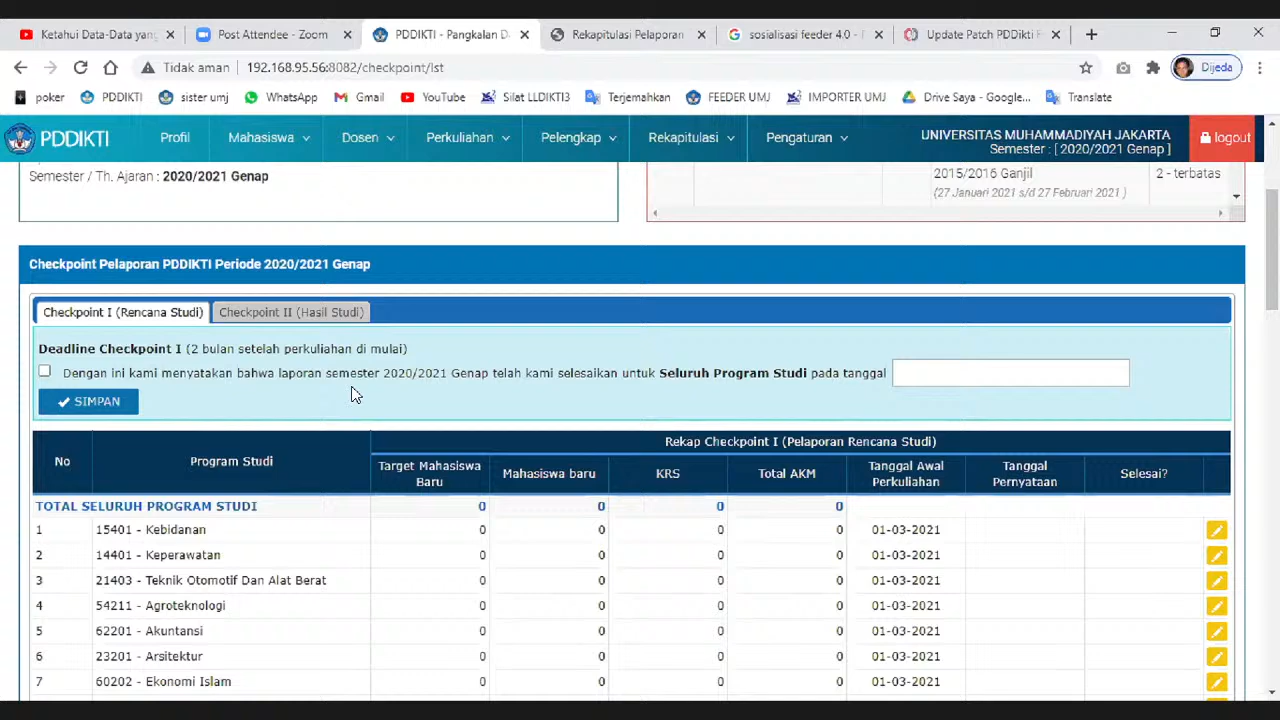 Ketahui Data-Data yang
Post Attendee - Zoom
PDDIKTI - Pangkalan D
Rekapitulasi Pelaporan
sosialisasi feeder 4.0 -
Update Patch PDDikti
Tidak aman
192.168.95.56:8082/checkpoint/lst
Dijeda
poker
PDDIKTI
sister umj
WhatsApp
Gmail
YouTube
Silat LLDIKTI3
Terjemahkan
FEEDER UMJ
IMPORTER UMJ
Drive Saya - Google...
Translate
PDDIKTI
Profil
Mahasiswa
Dosen
Perkuliahan
Pelengkap
Rekapitulasi
Pengaturan
UNIVERSITAS MUHAMMADIYAH JAKARTA
Semester : [ 2020/2021 Genap ]
logout
Semester / Th. Ajaran : 2020/2021 Genap
2015/2016 Ganjil
(27 Januari 2021 s/d 27 Februari 2021 )
2 - terbatas
Checkpoint Pelaporan PDDIKTI Periode 2020/2021 Genap
Checkpoint I (Rencana Studi)
Checkpoint II (Hasil Studi)
Deadline Checkpoint I (2 bulan setelah perkuliahan di mulai)
Dengan ini kami menyatakan bahwa laporan semester 2020/2021 Genap telah kami selesaikan untuk Seluruh Program Studi pada tanggal
SIMPAN
No
Program Studi
Rekap Checkpoint I (Pelaporan Rencana Studi)
Target Mahasiswa Baru
Mahasiswa baru
KRS
Total AKM
Tanggal Awal Perkuliahan
Tanggal Pernyataan
Selesai?
TOTAL SELURUH PROGRAM STUDI 0 0 0 0
1 15401 - Kebidanan 0 0 0 0 01-03-2021
2 14401 - Keperawatan 0 0 0 0 01-03-2021
3 21403 - Teknik Otomotif Dan Alat Berat 0 0 0 0 01-03-2021
4 54211 - Agroteknologi 0 0 0 0 01-03-2021
5 62201 - Akuntansi 0 0 0 0 01-03-2021
6 23201 - Arsitektur 0 0 0 0 01-03-2021
7 60202 - Ekonomi Islam 0 0 0 0 01-03-2021